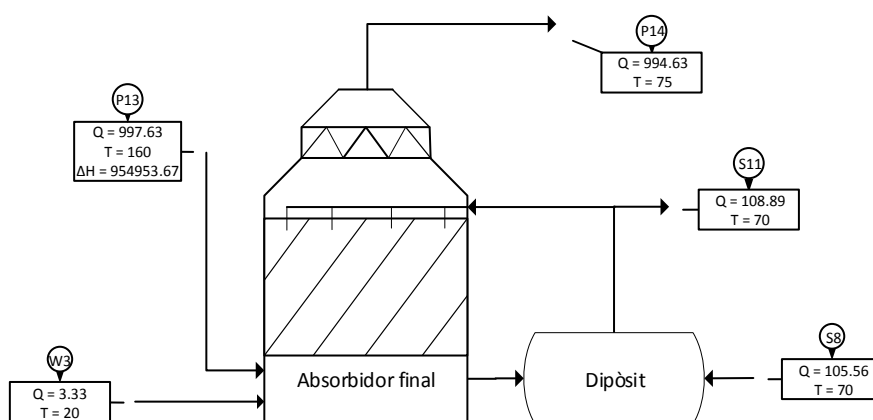 P14
Q = 994.63
T = 75
P13
Q = 997.63
T = 160
ΔH = 954953.67
S11
Q = 108.89
T = 70
W3
Q = 3.33
T = 20
Absorbidor final
Dipòsit
S8
Q = 105.56
T = 70